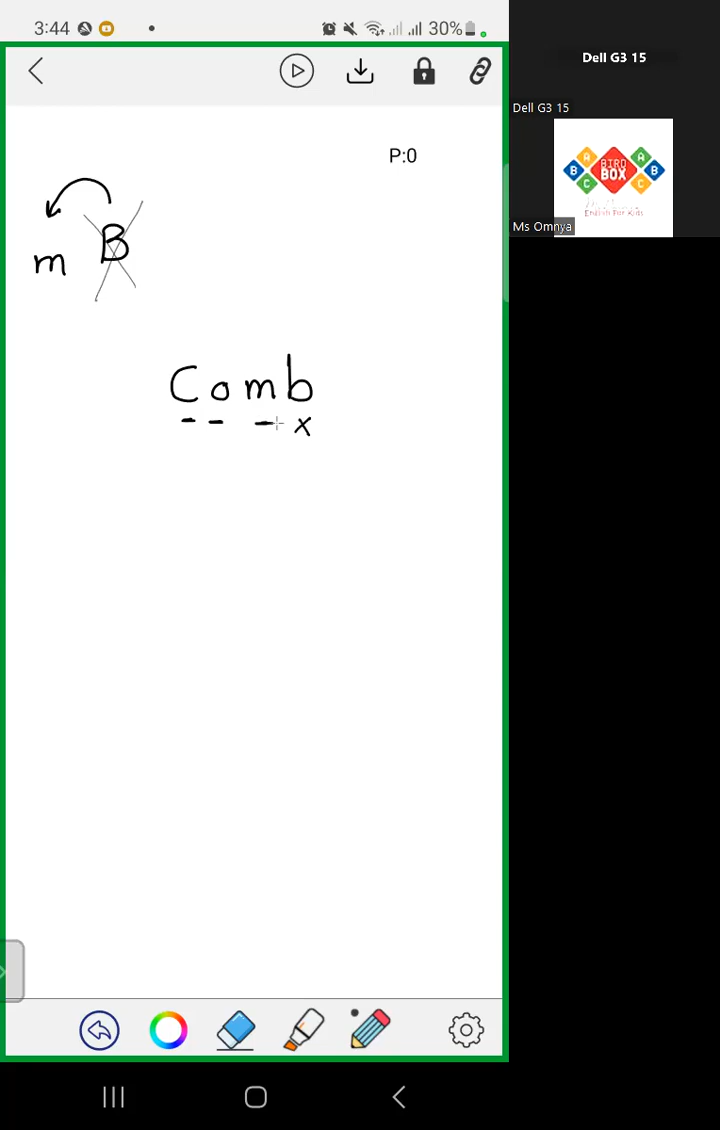 3:44
30%
Dell G3 15
Dell G3 15
A A
B BIRD BOX B
C C
English For Kids
Ms Omnya
P:0
m B
Comb
x